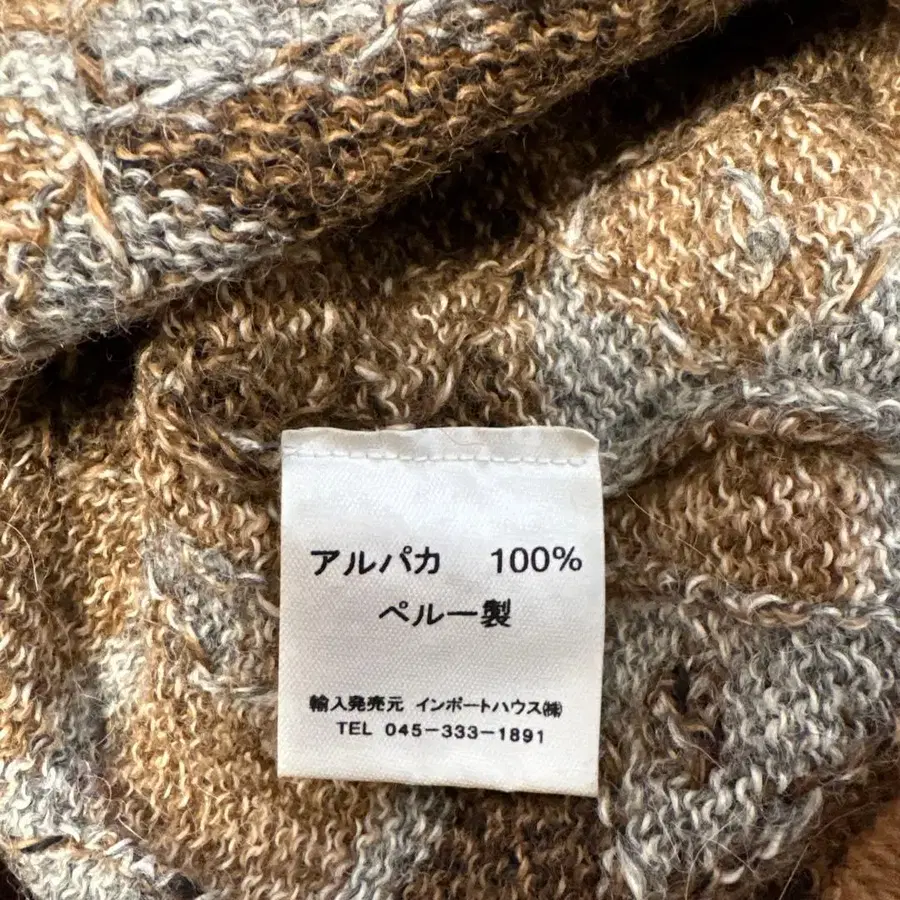 アルパカ 100%
ペルー製
輸入発売元 インポートハウス㈱
TEL 045-333-1891